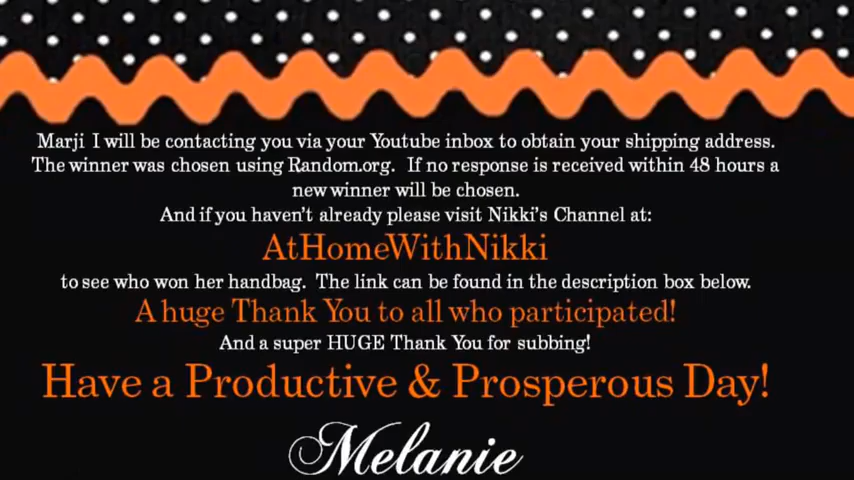 Marji I will be contacting you via your Youtube inbox to obtain your shipping address.
The winner was chosen using Random.org. If no response is received within 48 hours a
new winner will be chosen.
And if you haven't already please visit Nikki's Channel at:
AtHomeWithNikki
to see who won her handbag. The link can be found in the description box below.
A huge Thank You to all who participated!
And a super HUGE Thank You for subbing!
Have a Productive & Prosperous Day!
Melanie